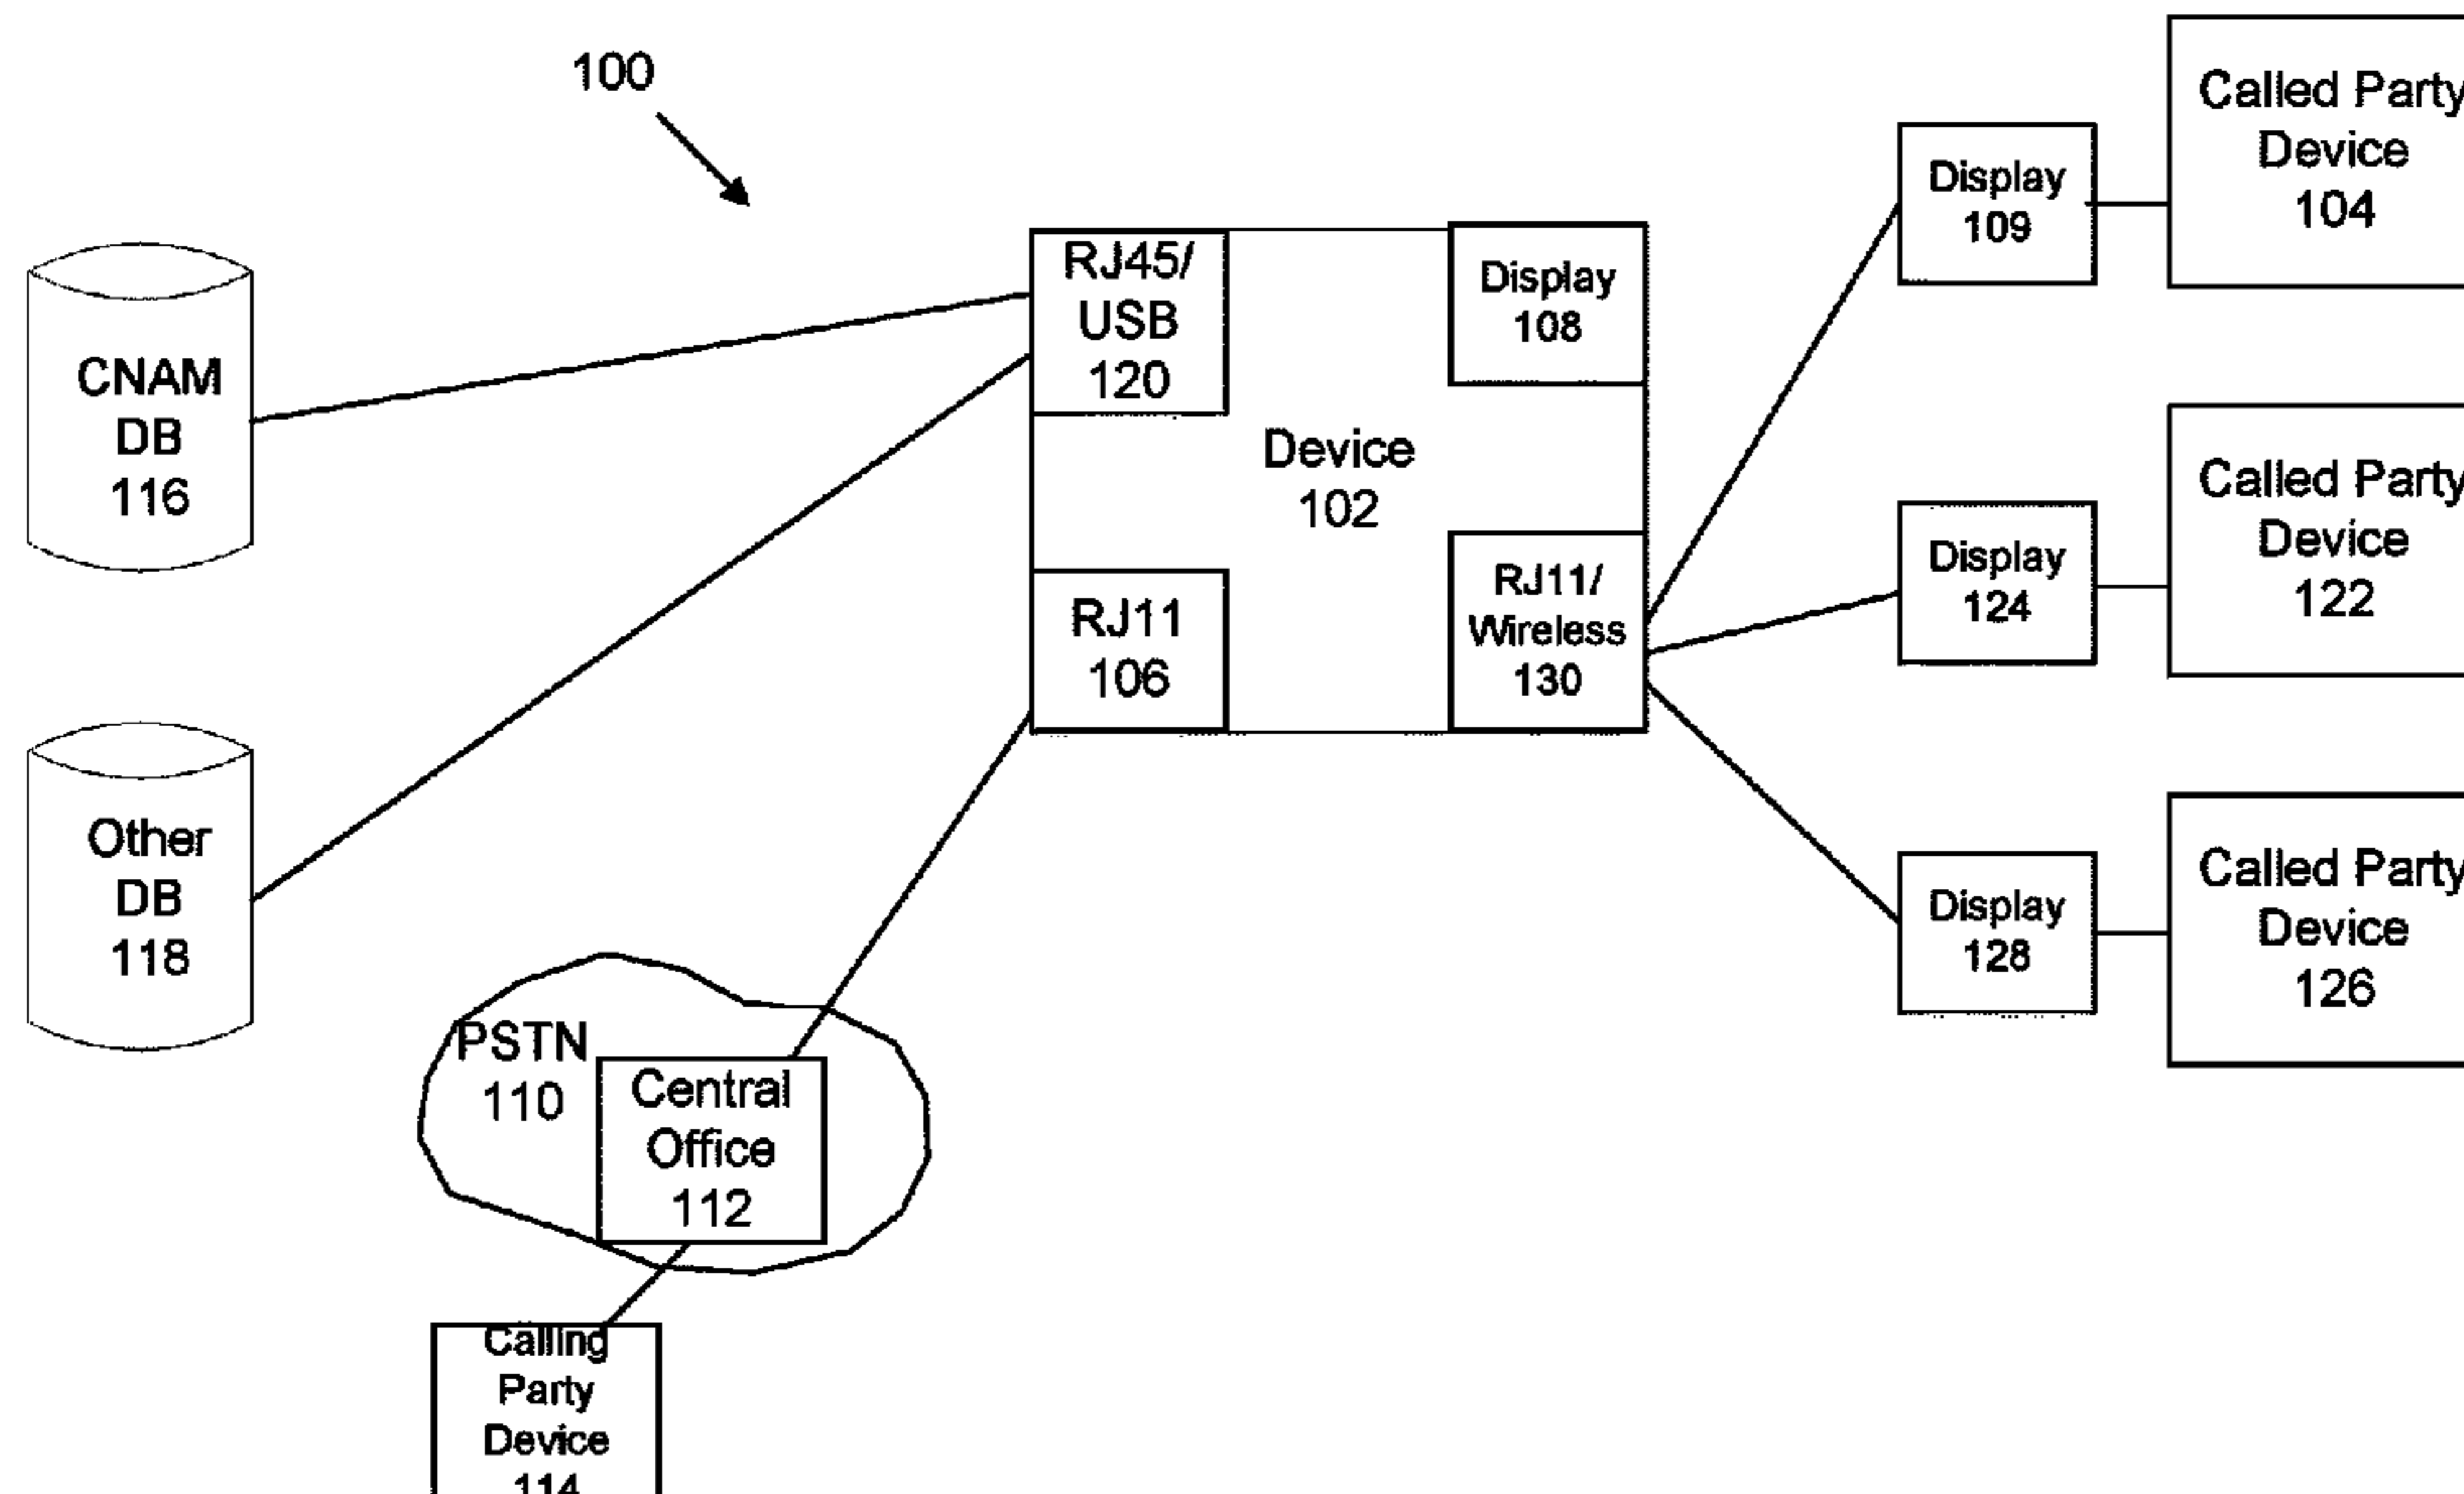 100
CNAM
DB
116
Other
DB
118
RJ45/
USB
120
Display
108
Device
102
RJ11
106
RJ11/
Wireless
130
Display
109
Called Party
Device
104
Display
124
Called Party
Device
122
Display
128
Called Party
Device
126
PSTN
110
Central
Office
112
Calling
Party
Device
114